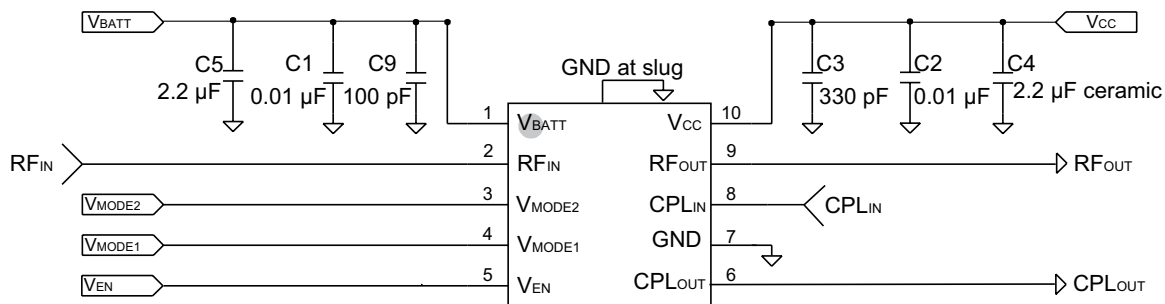 VBATT
VCC
C5
2.2 µF
C1
0.01 µF
C9
100 pF
GND at slug
C3
330 pF
C2
0.01 µF
C4
2.2 µF ceramic
1
VBATT
VCC
10
RFIN
2
RFIN
RFOUT
9
RFOUT
VMODE2
3
VMODE2
CPLIN
8
CPLIN
VMODE1
4
VMODE1
GND
7
VEN
5
VEN
CPLOUT
6
CPLOUT